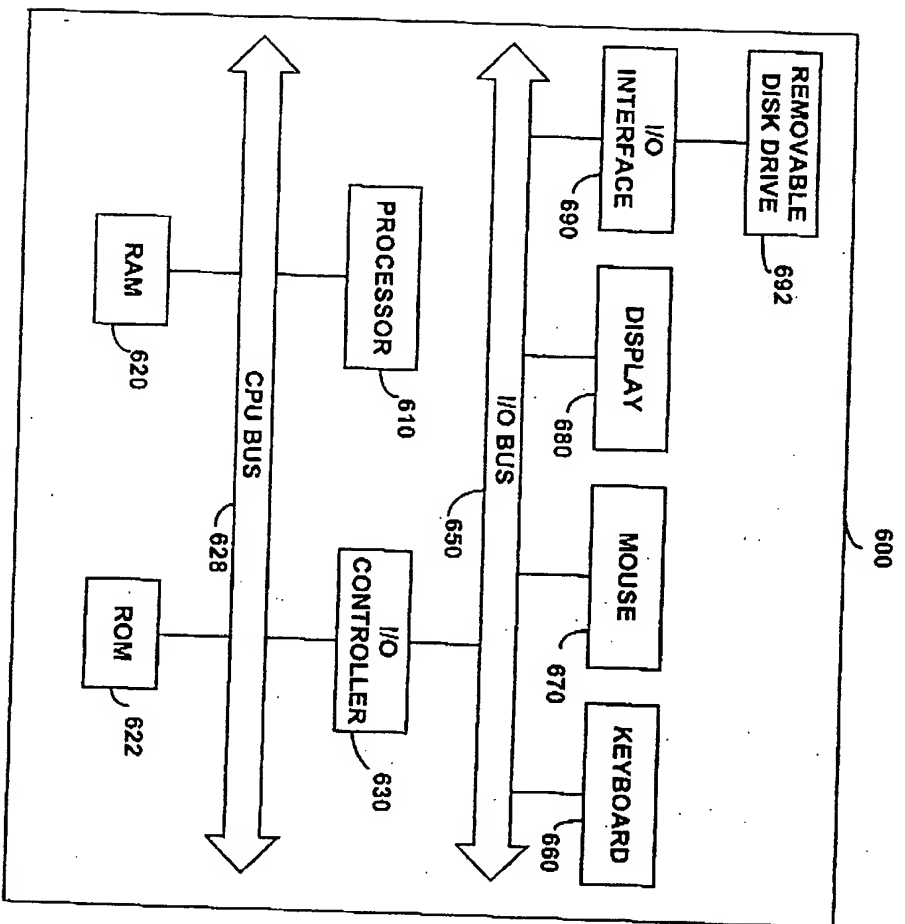 600
REMOVABLE
DISK DRIVE
692
I/O
INTERFACE
690
DISPLAY
680
MOUSE
670
KEYBOARD
660
I/O BUS
650
PROCESSOR
610
I/O
CONTROLLER
630
CPU BUS
628
RAM
620
ROM
622